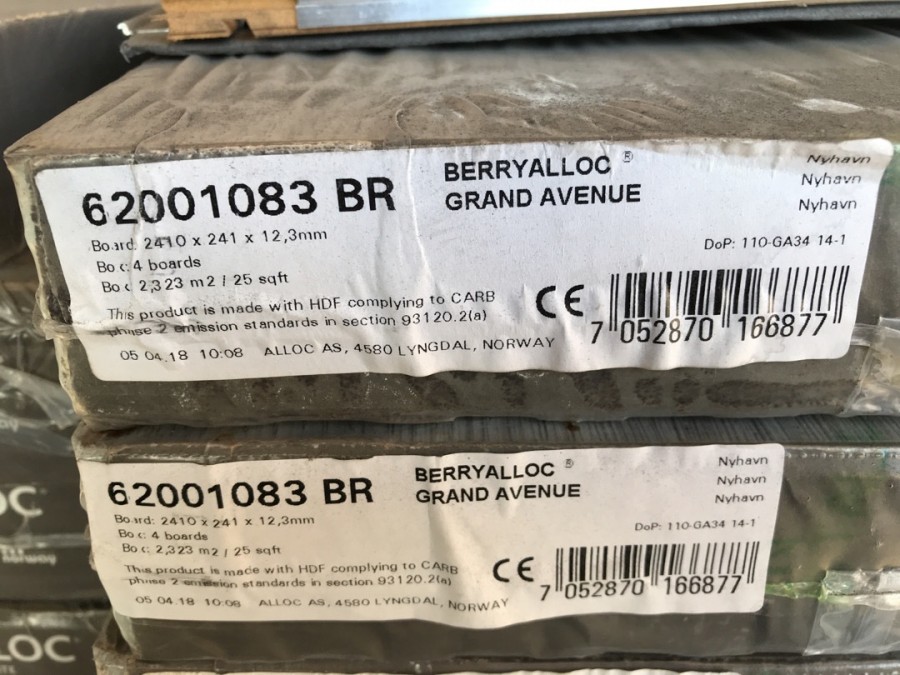 62001083 BR
BERRYALLOC ®
GRAND AVENUE
Nyhavn
Nyhavn
Nyhavn
Board: 2410 x 241 x 12,3mm
Box: 4 boards
Box: 2,323 m2 / 25 sqft
DoP: 110-GA34 14-1
This product is made with HDF complying to CARB
phase 2 emission standards in section 93120.2(a)
CE
7 052870 166877
05.04.18 10:08 ALLOC AS, 4580 LYNGDAL, NORWAY
62001083 BR
BERRYALLOC ®
GRAND AVENUE
Nyhavn
Nyhavn
Nyhavn
Board: 2410 x 241 x 12,3mm
Box: 4 boards
Box: 2,323 m2 / 25 sqft
DoP: 110-GA34 14-1
This product is made with HDF complying to CARB
phase 2 emission standards in section 93120.2(a)
CE
7 052870 166877
05.04.18 10:08 ALLOC AS, 4580 LYNGDAL, NORWAY
OC
LOC